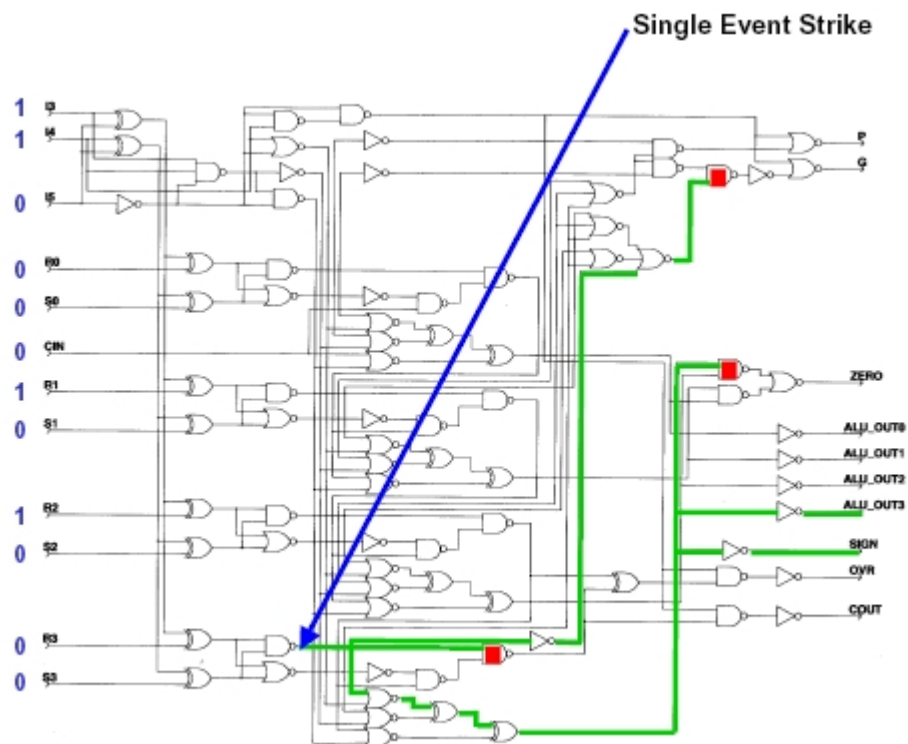 Single Event Strike
1 I3
1 I4
P
G
0 I5
0 R0
0 S0
0 CIN
1 R1
ZERO
0 S1
ALU_OUT0
ALU_OUT1
ALU_OUT2
1 R2
ALU_OUT3
0 S2
SIGN
OVR
COUT
0 R3
0 S3